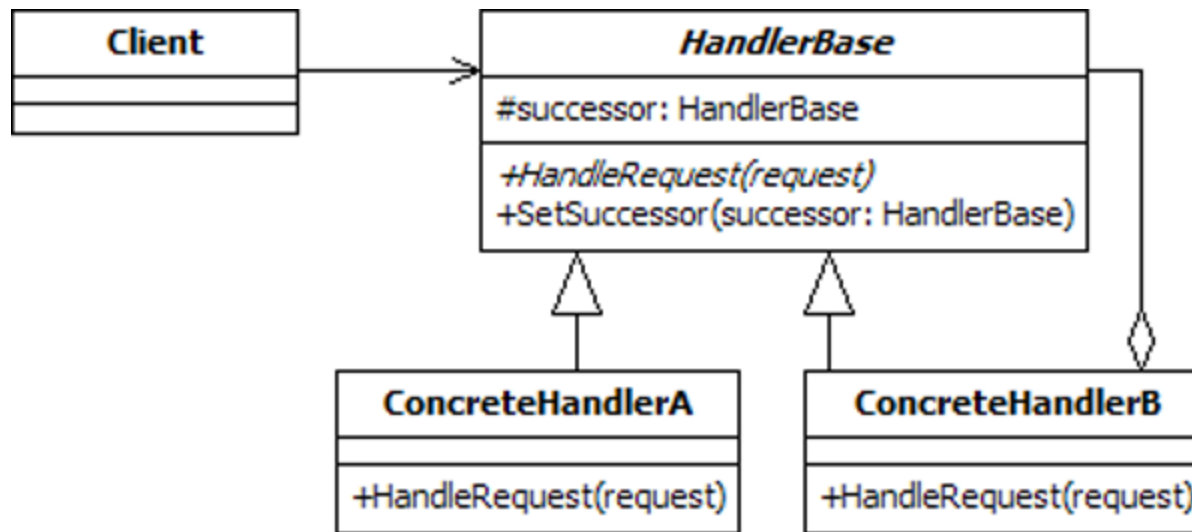 Client
HandlerBase
#successor: HandlerBase
+HandleRequest(request)
+SetSuccessor(successor: HandlerBase)
ConcreteHandlerA
+HandleRequest(request)
ConcreteHandlerB
+HandleRequest(request)